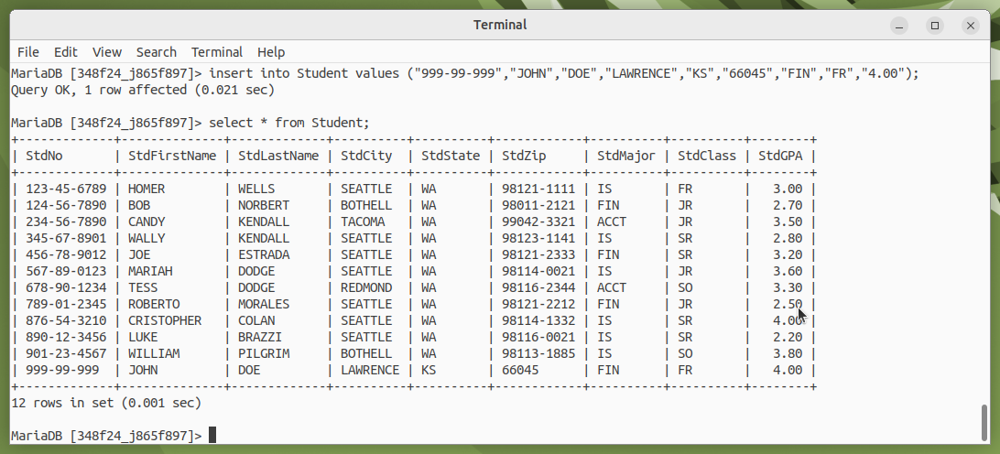 Terminal
File Edit View Search Terminal Help
MariaDB [348f24_j865f897]> insert into Student values ("999-99-999","JOHN","DOE","LAWRENCE","KS","66045","FIN","FR","4.00");
Query OK, 1 row affected (0.021 sec)
MariaDB [348f24_j865f897]> select * from Student;
+-------------+--------------+-------------+----------+----------+------------+----------+----------+--------+
| StdNo       | StdFirstName | StdLastName | StdCity  | StdState | StdZip     | StdMajor | StdClass | StdGPA |
+-------------+--------------+-------------+----------+----------+------------+----------+----------+--------+
| 123-45-6789 | HOMER        | WELLS       | SEATTLE  | WA       | 98121-1111 | IS       | FR       |   3.00 |
| 124-56-7890 | BOB          | NORBERT     | BOTHELL  | WA       | 98011-2121 | FIN      | JR       |   2.70 |
| 234-56-7890 | CANDY        | KENDALL     | TACOMA   | WA       | 99042-3321 | ACCT     | JR       |   3.50 |
| 345-67-8901 | WALLY        | KENDALL     | SEATTLE  | WA       | 98123-1141 | IS       | SR       |   2.80 |
| 456-78-9012 | JOE          | ESTRADA     | SEATTLE  | WA       | 98121-2333 | FIN      | SR       |   3.20 |
| 567-89-0123 | MARIAH       | DODGE       | SEATTLE  | WA       | 98114-0021 | IS       | JR       |   3.60 |
| 678-90-1234 | TESS         | DODGE       | REDMOND  | WA       | 98116-2344 | ACCT     | SO       |   3.30 |
| 789-01-2345 | ROBERTO      | MORALES     | SEATTLE  | WA       | 98121-2212 | FIN      | JR       |   2.50 |
| 876-54-3210 | CRISTOPHER   | COLAN       | SEATTLE  | WA       | 98114-1332 | IS       | SR       |   4.00 |
| 890-12-3456 | LUKE         | BRAZZI      | SEATTLE  | WA       | 98116-0021 | IS       | SR       |   2.20 |
| 901-23-4567 | WILLIAM      | PILGRIM     | BOTHELL  | WA       | 98113-1885 | IS       | SO       |   3.80 |
| 999-99-999  | JOHN         | DOE         | LAWRENCE | KS       | 66045      | FIN      | FR       |   4.00 |
+-------------+--------------+-------------+----------+----------+------------+----------+----------+--------+
12 rows in set (0.001 sec)
MariaDB [348f24_j865f897]>